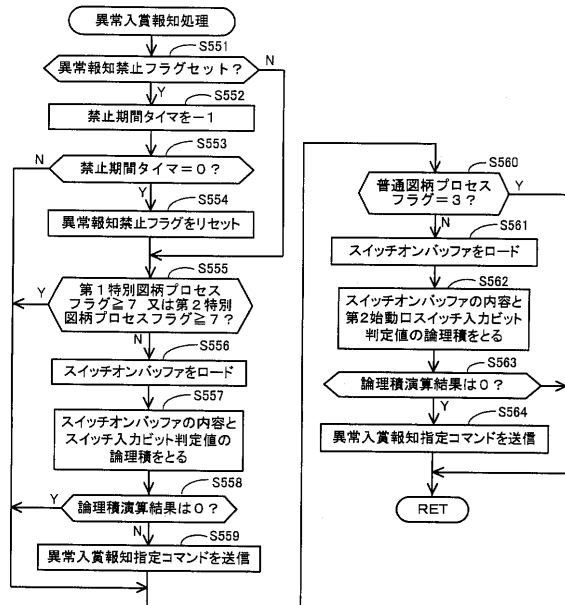 異常入賞報知処理
S551
異常報知禁止フラグセット？
N
Y
S552
禁止期間タイマを－１
S553
N
禁止期間タイマ＝０？
Y
S554
異常報知禁止フラグをリセット
S555
Y
第１特別図柄プロセス
フラグ≧７ 又は第２特別
図柄プロセスフラグ≧７？
N
S556
スイッチオンバッファをロード
S557
スイッチオンバッファの内容と
スイッチ入力ビット判定値の
論理積をとる
S558
Y
論理積演算結果は０？
N
S559
異常入賞報知指定コマンドを送信
S560
普通図柄プロセス
フラグ＝３？
Y
N
S561
スイッチオンバッファをロード
S562
スイッチオンバッファの内容と
第２始動口スイッチ入力ビット
判定値の論理積をとる
S563
論理積演算結果は０？
Y
S564
異常入賞報知指定コマンドを送信
RET